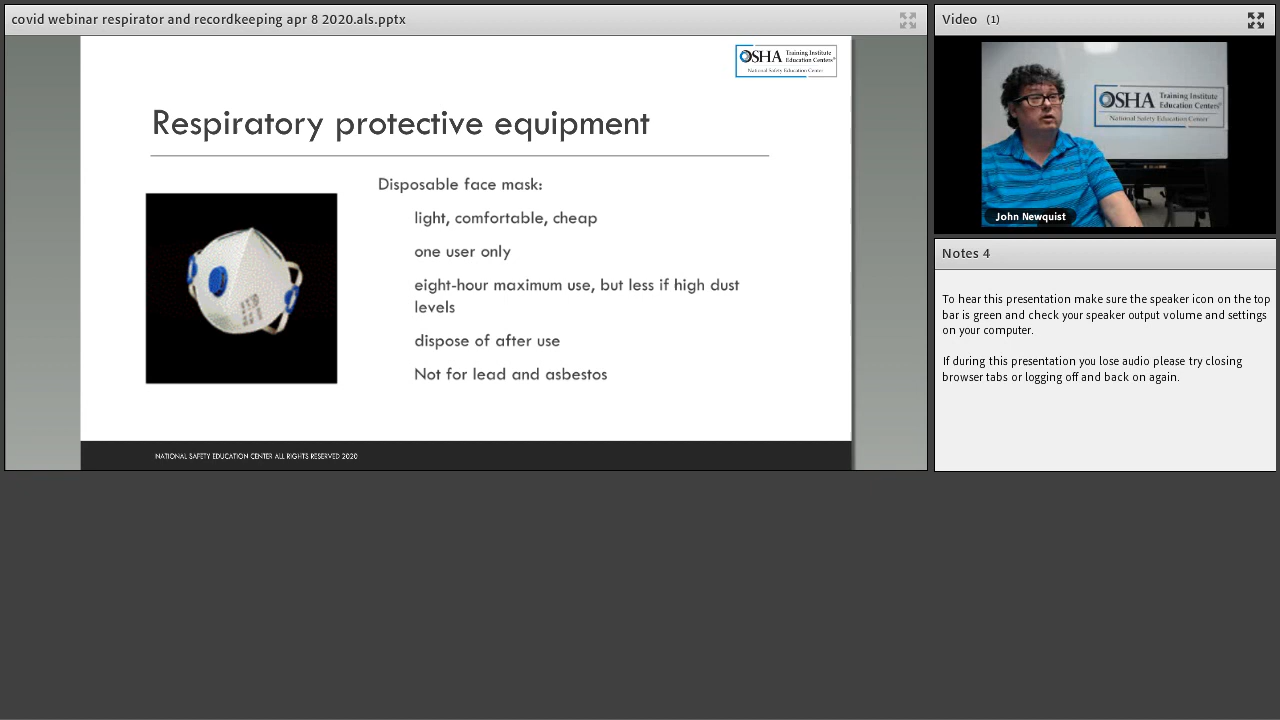 covid webinar respirator and recordkeeping apr 8 2020.als.pptx
OSHA
Training Institute
Education Centers®
National Safety Education Center
Respiratory protective equipment
Disposable face mask:
light, comfortable, cheap
one user only
eight-hour maximum use, but less if high dust
levels
dispose of after use
Not for lead and asbestos
NATIONAL SAFETY EDUCATION CENTER ALL RIGHTS RESERVED 2020
Video (1)
OSHA
Training Institute
Education Centers®
National Safety Education Center
John Newquist
Notes 4
To hear this presentation make sure the speaker icon on the top
bar is green and check your speaker output volume and settings
on your computer.
If during this presentation you lose audio please try closing
browser tabs or logging off and back on again.